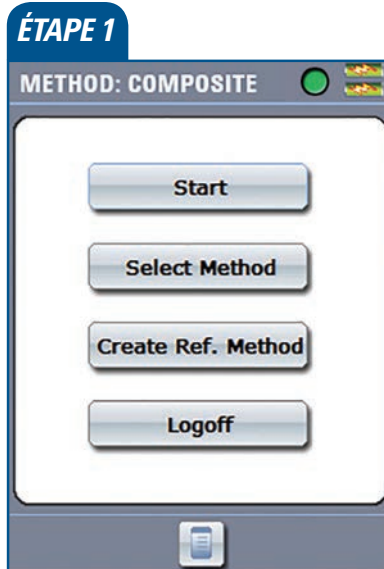 ÉTAPE 1
METHOD: COMPOSITE
Start
Select Method
Create Ref. Method
Logoff